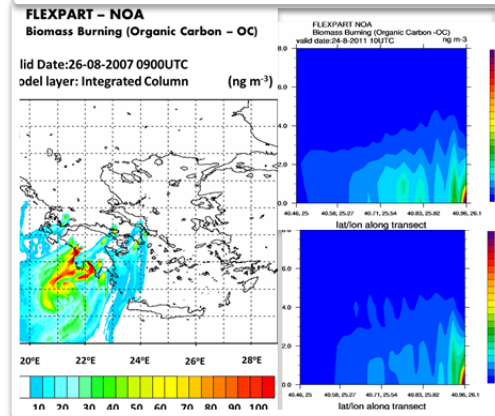 FLEXPART – NOA
Biomass Burning (Organic Carbon – OC)
lid Date:26-08-2007 0900UTC
odel layer: Integrated Column (ng m-3)
20°E 22°E 24°E 26°E 28°E
10 20 30 40 50 60 70 80 90 100
FLEXPART NOA
Biomass Burning (Organic Carbon -OC)
valid date:24-8-2011 10UTC ng m-3
8.0
6.0
4.0
2.0
0.0
40.46, 25 40.58, 25.27 40.71, 25.54 40.83, 25.82 40.96, 26.1
lat/lon along transect
6.0
4.0
2.0
0.0
40.46, 25 40.58, 25.27 40.71, 25.54 40.83, 25.82 40.96, 26.1
lat/lon along transect